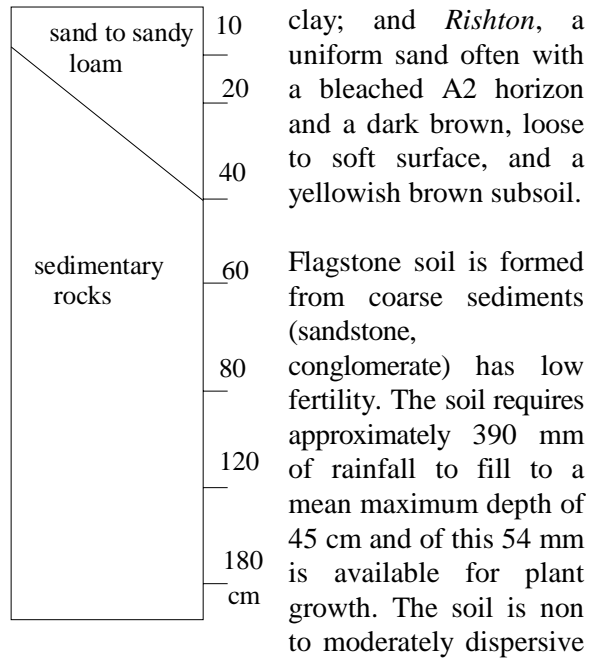 sand to sandy
loam
10
20
40
sedimentary
rocks
60
80
120
180
cm
clay; and Rishton, a
uniform sand often with
a bleached A2 horizon
and a dark brown, loose
to soft surface, and a
yellowish brown subsoil.
Flagstone soil is formed
from coarse sediments
(sandstone,
conglomerate) has low
fertility. The soil requires
approximately 390 mm
of rainfall to fill to a
mean maximum depth of
45 cm and of this 54 mm
is available for plant
growth. The soil is non
to moderately dispersive